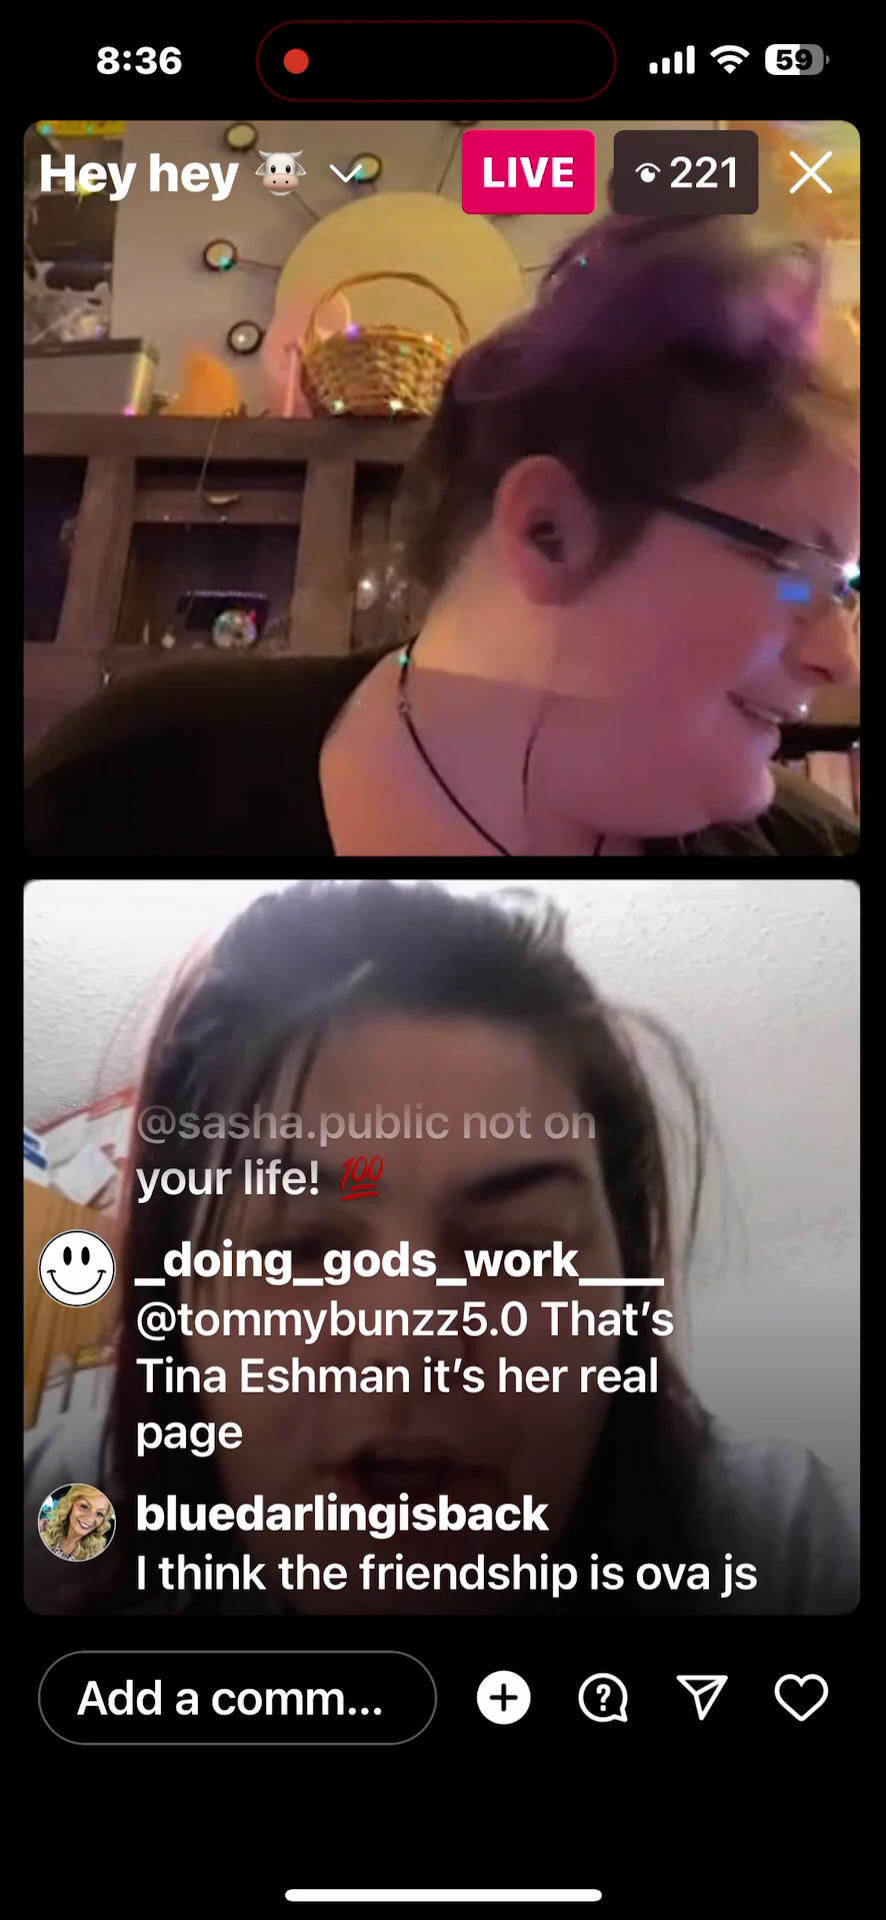 8:36
59
Hey hey 🐮
LIVE
221
@sasha.public not on
your life! 💯
_doing_gods_work____
@tommybunzz5.0 That’s
Tina Eshman it’s her real
page
bluedarlingisback
I think the friendship is ova js
Add a comm...